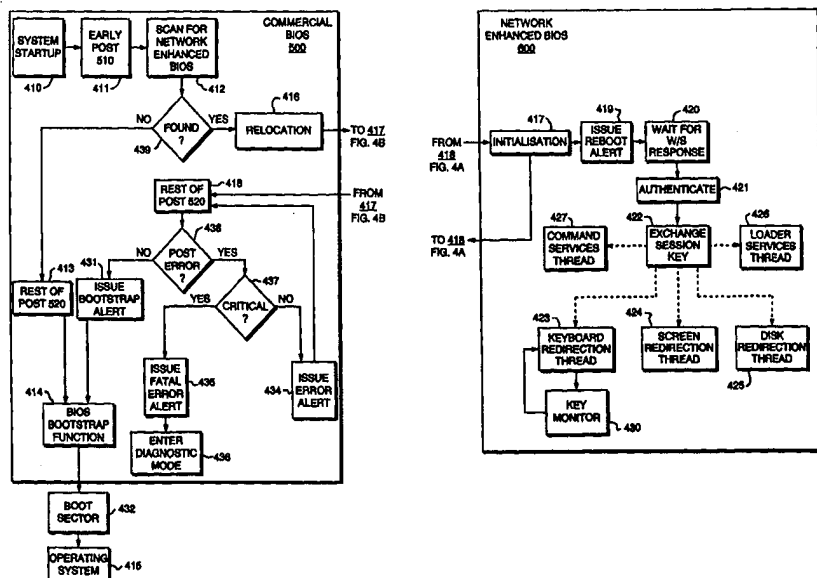 COMMERCIAL
BIOS
500
SYSTEM
STARTUP
410
EARLY
POST
510
411
SCAN FOR
NETWORK
ENHANCED
BIOS
412
NO
FOUND
?
439
YES
416
RELOCATION
TO 417
FIG. 4B
418
REST OF
POST 520
FROM
417
FIG. 4B
438
NO
POST
ERROR
?
YES
437
YES
CRITICAL
?
NO
413
REST OF
POST 520
431
ISSUE
BOOTSTRAP
ALERT
ISSUE
FATAL
ERROR
ALERT
435
434
ISSUE
ERROR
ALERT
414
BIOS
BOOTSTRAP
FUNCTION
ENTER
DIAGNOSTIC
MODE
436
BOOT
SECTOR
432
OPERATING
SYSTEM
415
NETWORK
ENHANCED BIOS
600
FROM
416
FIG. 4A
417
INITIALISATION
419
ISSUE
REBOOT
ALERT
420
WAIT FOR
W/S
RESPONSE
AUTHENTICATE
421
TO 418
FIG. 4A
427
COMMAND
SERVICES
THREAD
422
EXCHANGE
SESSION
KEY
426
LOADER
SERVICES
THREAD
423
KEYBOARD
REDIRECTION
THREAD
424
SCREEN
REDIRECTION
THREAD
DISK
REDIRECTION
THREAD
425
KEY
MONITOR
430